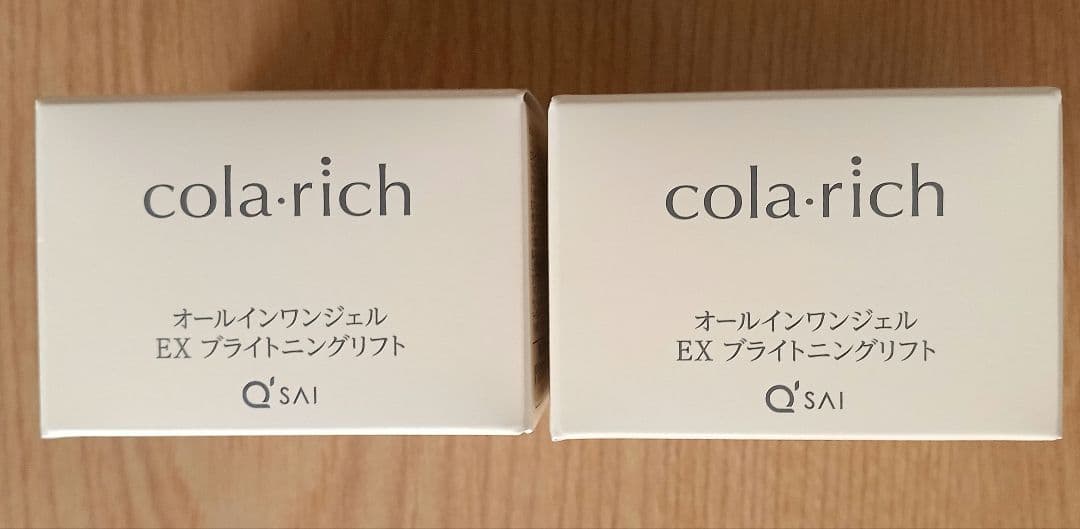 cola·rich
オールインワンジェル
EX ブライトニングリフト
Q'SAI
cola·rich
オールインワンジェル
EX ブライトニングリフト
Q'SAI